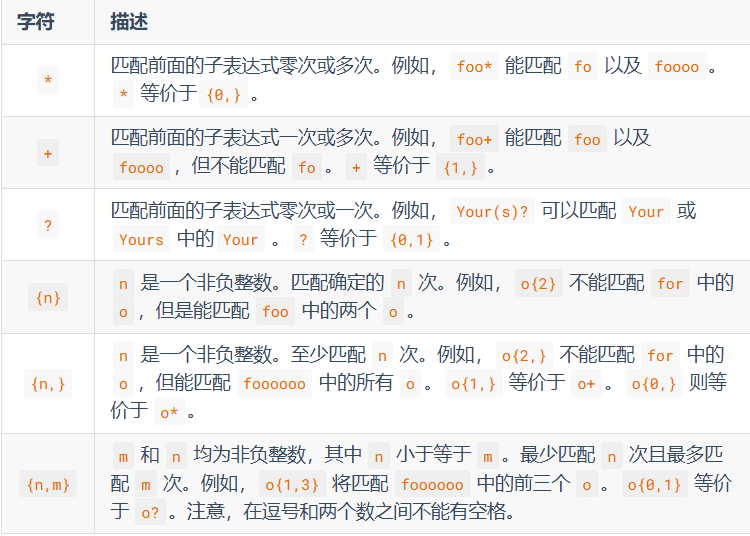 字符 描述
* 匹配前面的子表达式零次或多次。例如， foo* 能匹配 fo 以及 foooo 。
* 等价于 {0,} 。
+ 匹配前面的子表达式一次或多次。例如， foo+ 能匹配 foo 以及
foooo ，但不能匹配 fo 。 + 等价于 {1,} 。
? 匹配前面的子表达式零次或一次。例如， Your(s)? 可以匹配 Your 或
Yours 中的 Your 。 ? 等价于 {0,1} 。
{n} n 是一个非负整数。匹配确定的 n 次。例如， o{2} 不能匹配 for 中的
o ，但是能匹配 foo 中的两个 o 。
{n,} n 是一个非负整数。至少匹配 n 次。例如， o{2,} 不能匹配 for 中的
o ，但能匹配 foooooo 中的所有 o 。 o{1,} 等价于 o+ 。 o{0,} 则等
价于 o* 。
{n,m} m 和 n 均为非负整数，其中 n 小于等于 m 。最少匹配 n 次且最多匹
配 m 次。例如， o{1,3} 将匹配 foooooo 中的前三个 o 。 o{0,1} 等价
于 o? 。注意，在逗号和两个数之间不能有空格。